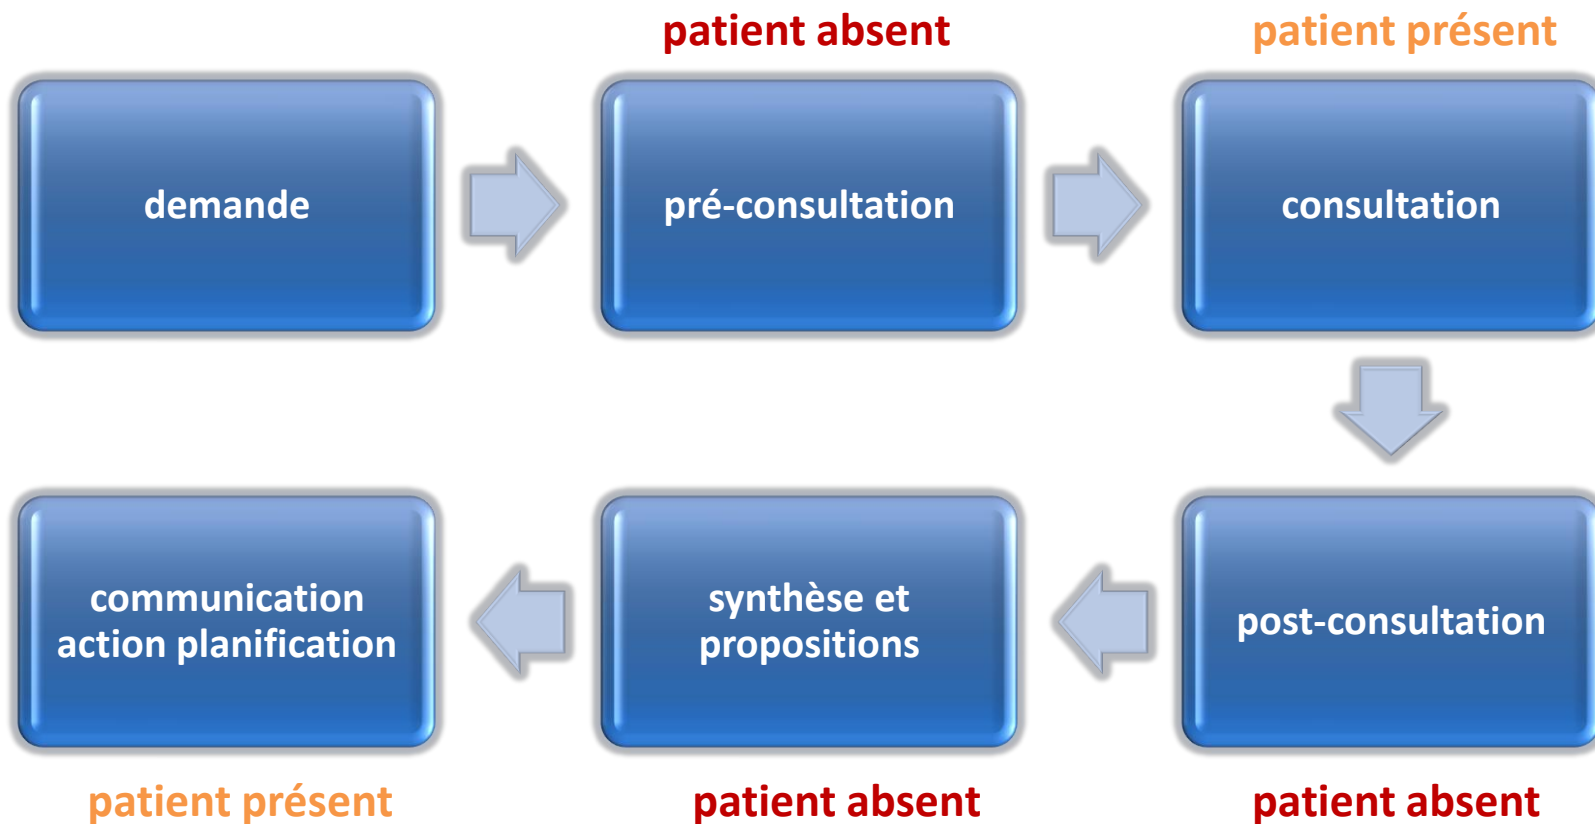 patient absent
patient présent
demande
pré-consultation
consultation
communication
action planification
synthèse et
propositions
post-consultation
patient présent
patient absent
patient absent